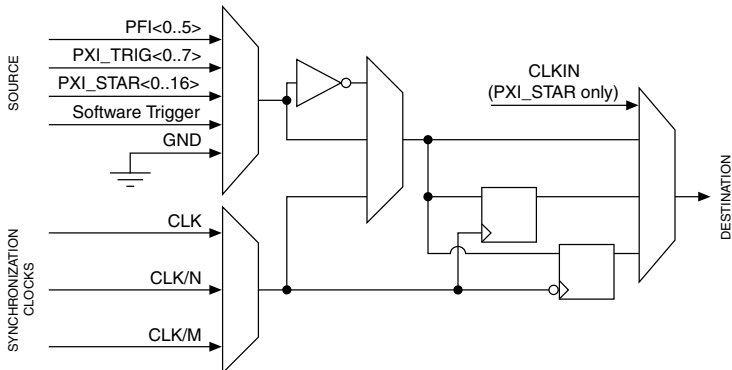 SOURCE
PFI<0..5>
PXI_TRIG<0..7>
PXI_STAR<0..16>
Software Trigger
GND
CLKIN
(PXI_STAR only)
DESTINATION
SYNCHRONIZATION
CLOCKS
CLK
CLK/N
CLK/M